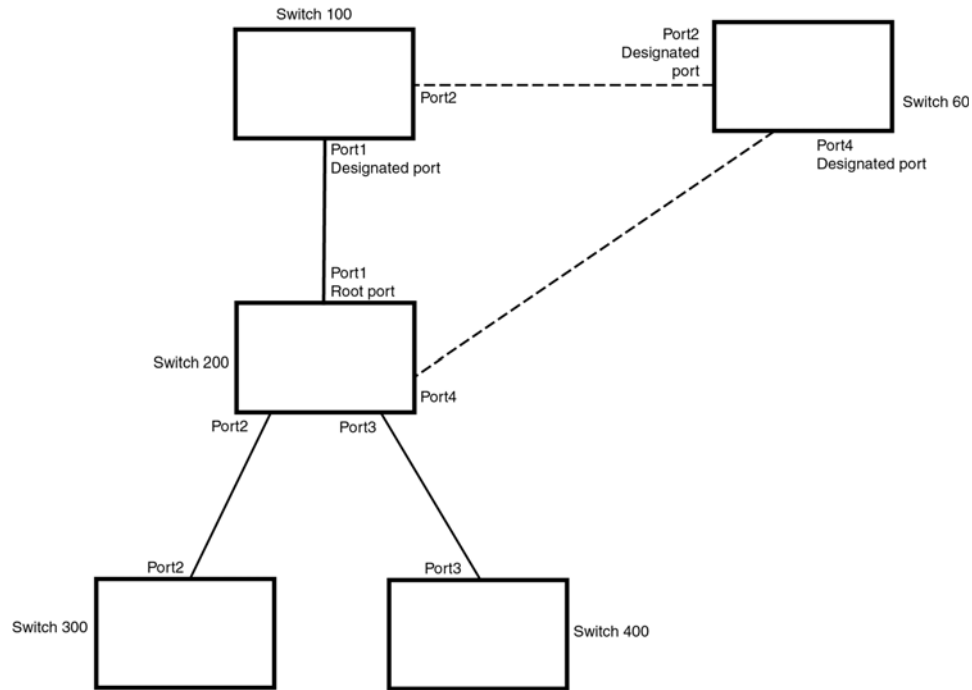 Switch 100
Port2
Designated
port
Port2
Switch 60
Port1
Designated port
Port4
Designated port
Port1
Root port
Switch 200
Port4
Port2
Port3
Port2
Port3
Switch 300
Switch 400